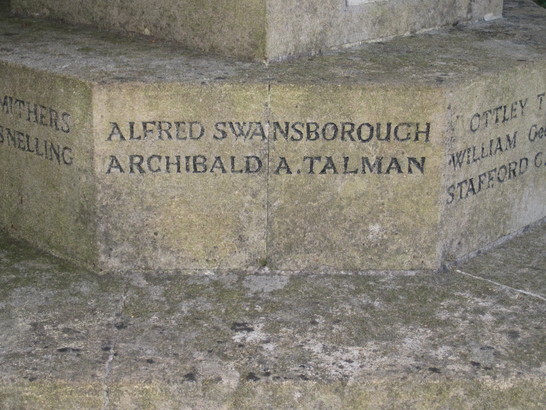 MITHERS
SNELLING
ALFRED SWANSBOROUGH
ARCHIBALD A. TALMAN
OTTLEY T
WILLIAM
STAFFORD C.